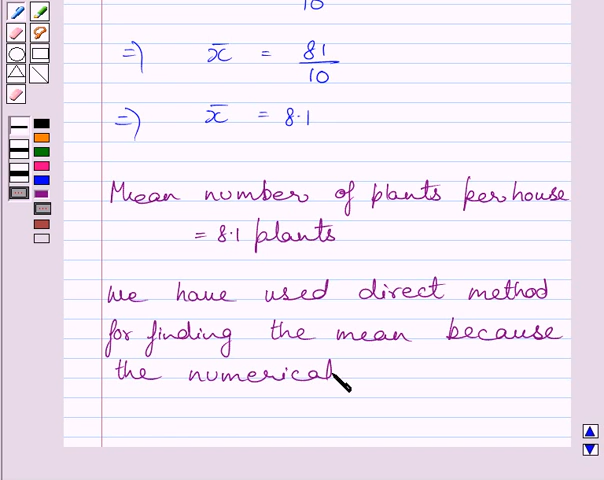 10
=) x̄ = 81/10
=) x̄ = 8.1
Mean number of plants per house
= 8.1 plants
We have used direct method
for finding the mean because
the numerical